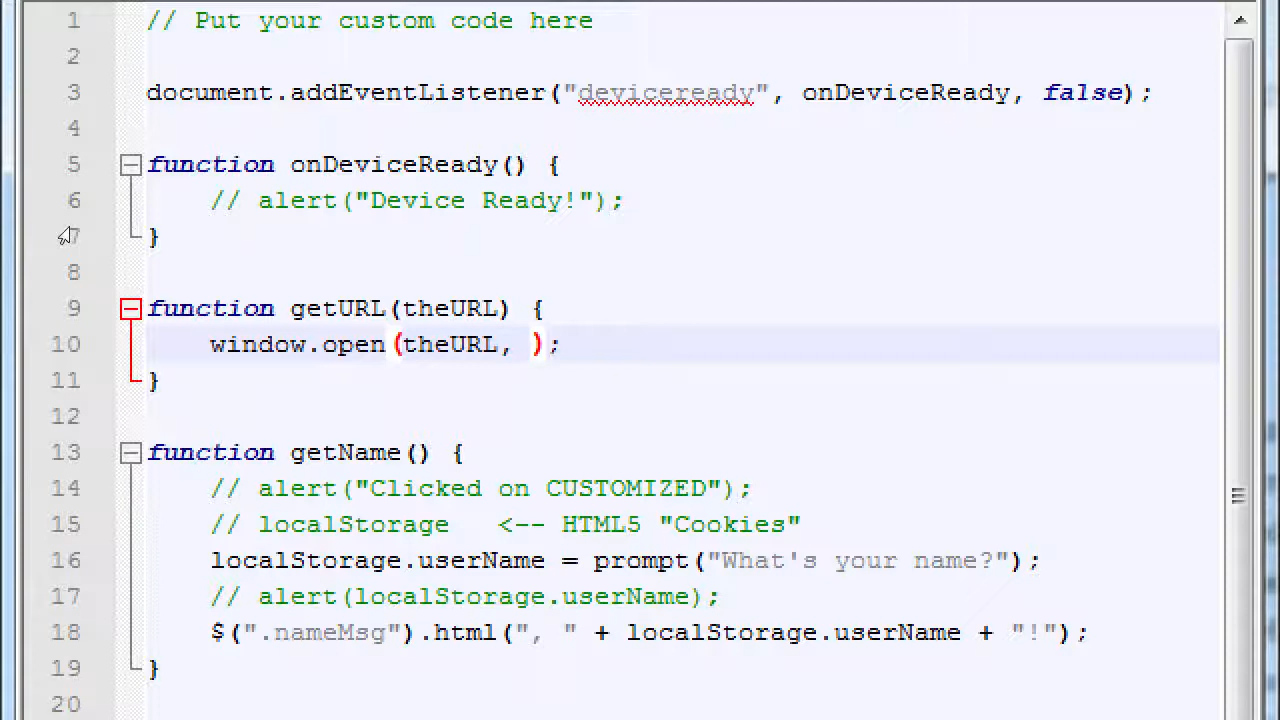 1 // Put your custom code here
2
3 document.addEventListener("deviceready", onDeviceReady, false);
4
5 function onDeviceReady() {
6 // alert("Device Ready!");
7 }
8
9 function getURL(theURL) {
10 window.open(theURL, );
11 }
12
13 function getName() {
14 // alert("Clicked on CUSTOMIZED");
15 // localStorage <-- HTML5 "Cookies"
16 localStorage.userName = prompt("What's your name?");
17 // alert(localStorage.userName);
18 $(".nameMsg").html(", " + localStorage.userName + "!");
19 }
20